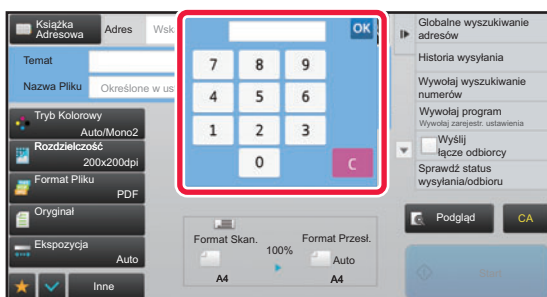 Książka
Adresowa
Adres
Wsk
Temat
Nazwa Pliku
Określone w us
OK
7 8 9
4 5 6
1 2 3
0 C
Tryb Kolorowy
Auto/Mono2
Rozdzielczość
200x200dpi
Format Pliku
PDF
Oryginał
Ekspozycja
Auto
Inne
Format Skan.
100%
Format Przesł.
Auto
A4
A4
Globalne wyszukiwanie
adresów
Historia wysyłania
Wywołaj wyszukiwanie
numerów
Wywołaj program
Wywołaj zarejestr. ustawienia
Wyślij
łącze odbiorcy
Sprawdź status
wysyłania/odbioru
Podgląd
CA
Start